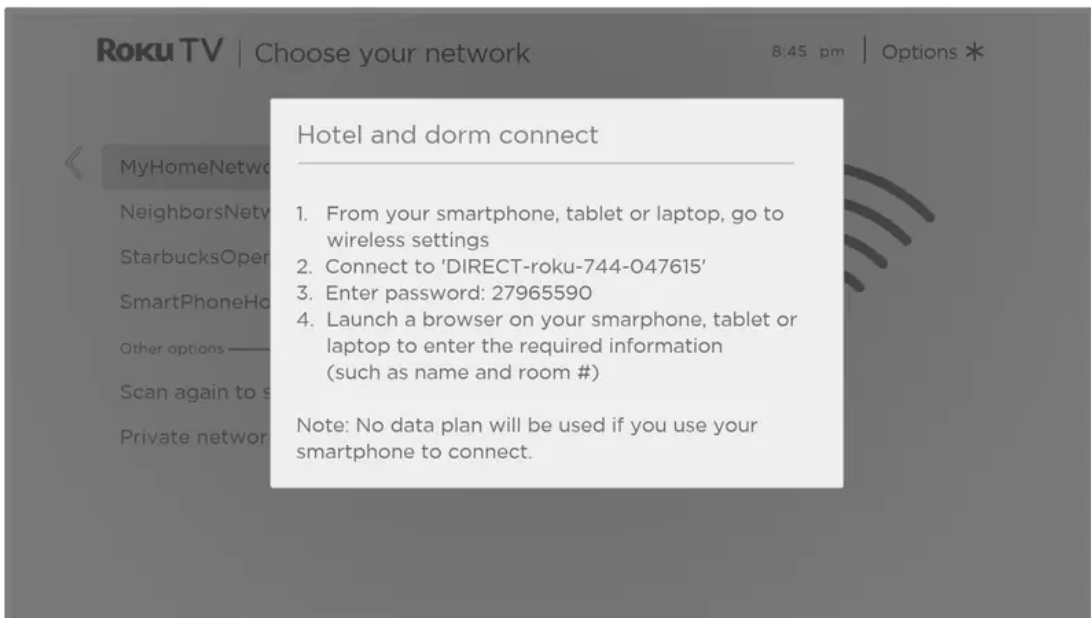 Roku TV | Choose your network
8:45 pm | Options *
Hotel and dorm connect
MyHomeNetwo
NeighborsNetw
StarbucksOper
SmartPhoneHo
Other options
Scan again to s
Private networ
1. From your smartphone, tablet or laptop, go to
wireless settings
2. Connect to 'DIRECT-roku-744-047615'
3. Enter password: 27965590
4. Launch a browser on your smarphone, tablet or
laptop to enter the required information
(such as name and room #)
Note: No data plan will be used if you use your
smartphone to connect.